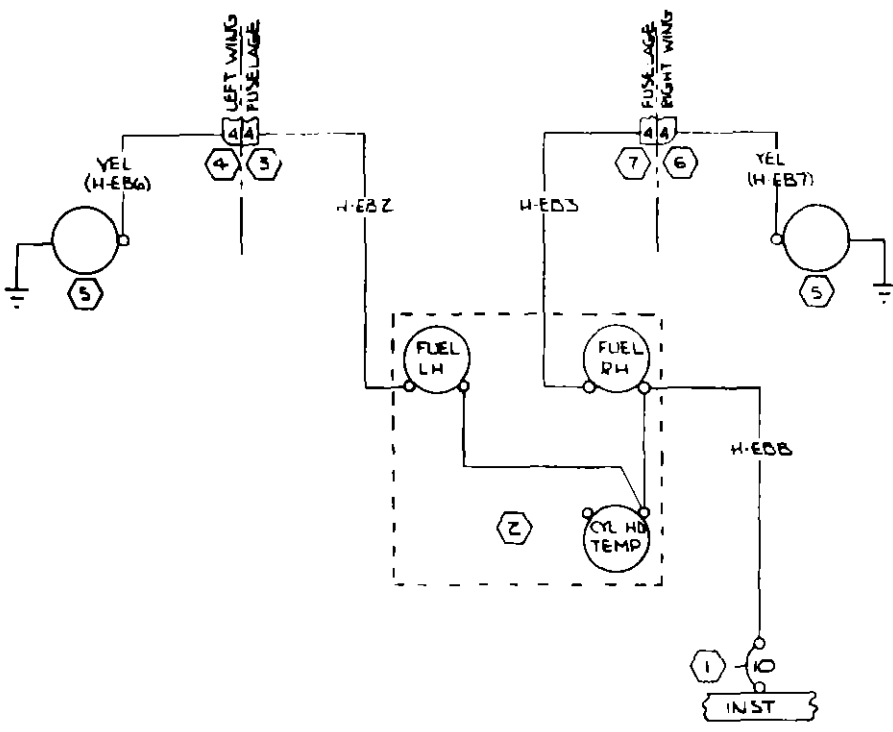 LEFT WING
FUSELAGE
FUSELAGE
RIGHT WING
4 4
4 4
4
3
7
6
YEL
(H-EB6)
YEL
(H-EB7)
H-EB2
H-EB3
5
5
FUEL
LH
FUEL
RH
H-EB8
2
CYL HD
TEMP
1
10
INST